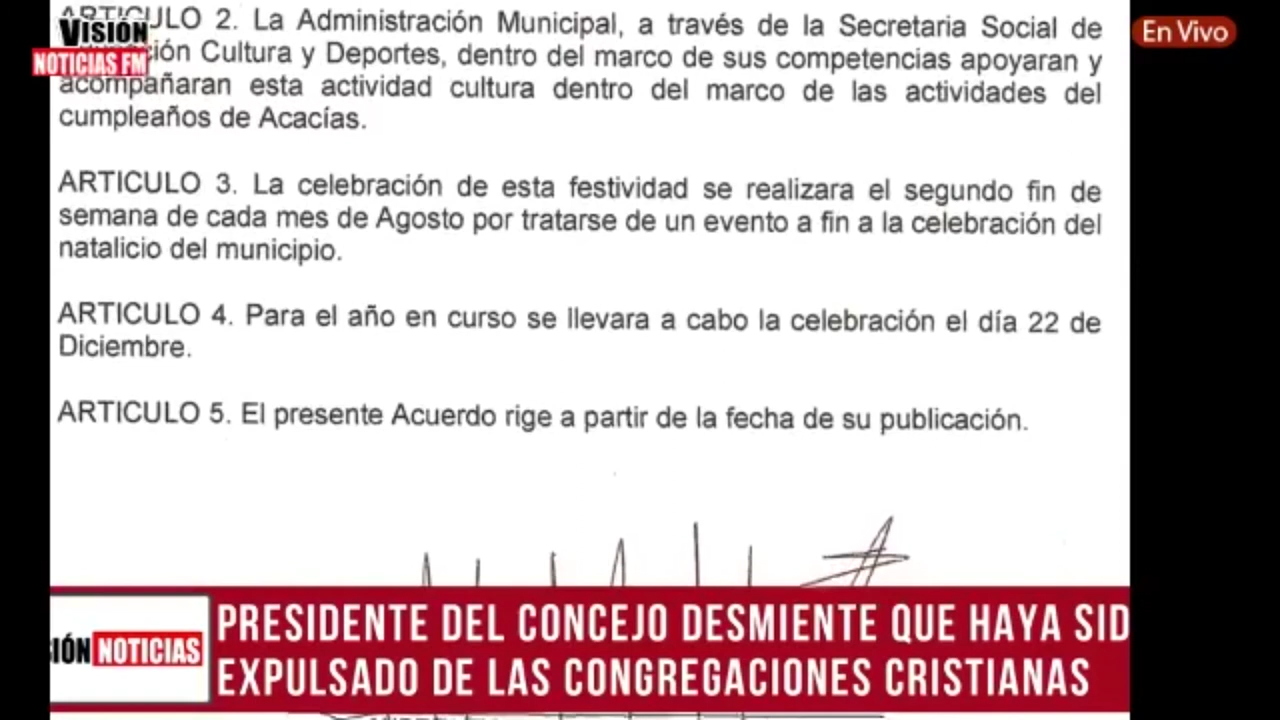 ARTICULO 2. La Administración Municipal, a través de la Secretaria Social de
Cultura y Deportes, dentro del marco de sus competencias apoyaran y
acompañaran esta actividad cultura dentro del marco de las actividades del
cumpleaños de Acacías.
ARTICULO 3. La celebración de esta festividad se realizara el segundo fin de
semana de cada mes de Agosto por tratarse de un evento a fin a la celebración del
natalicio del municipio.
ARTICULO 4. Para el año en curso se llevara a cabo la celebración el día 22 de
Diciembre.
ARTICULO 5. El presente Acuerdo rige a partir de la fecha de su publicación.
VISIÓN
NOTICIAS FM
En Vivo
IÓN NOTICIAS
PRESIDENTE DEL CONCEJO DESMIENTE QUE HAYA SID
EXPULSADO DE LAS CONGREGACIONES CRISTIANAS